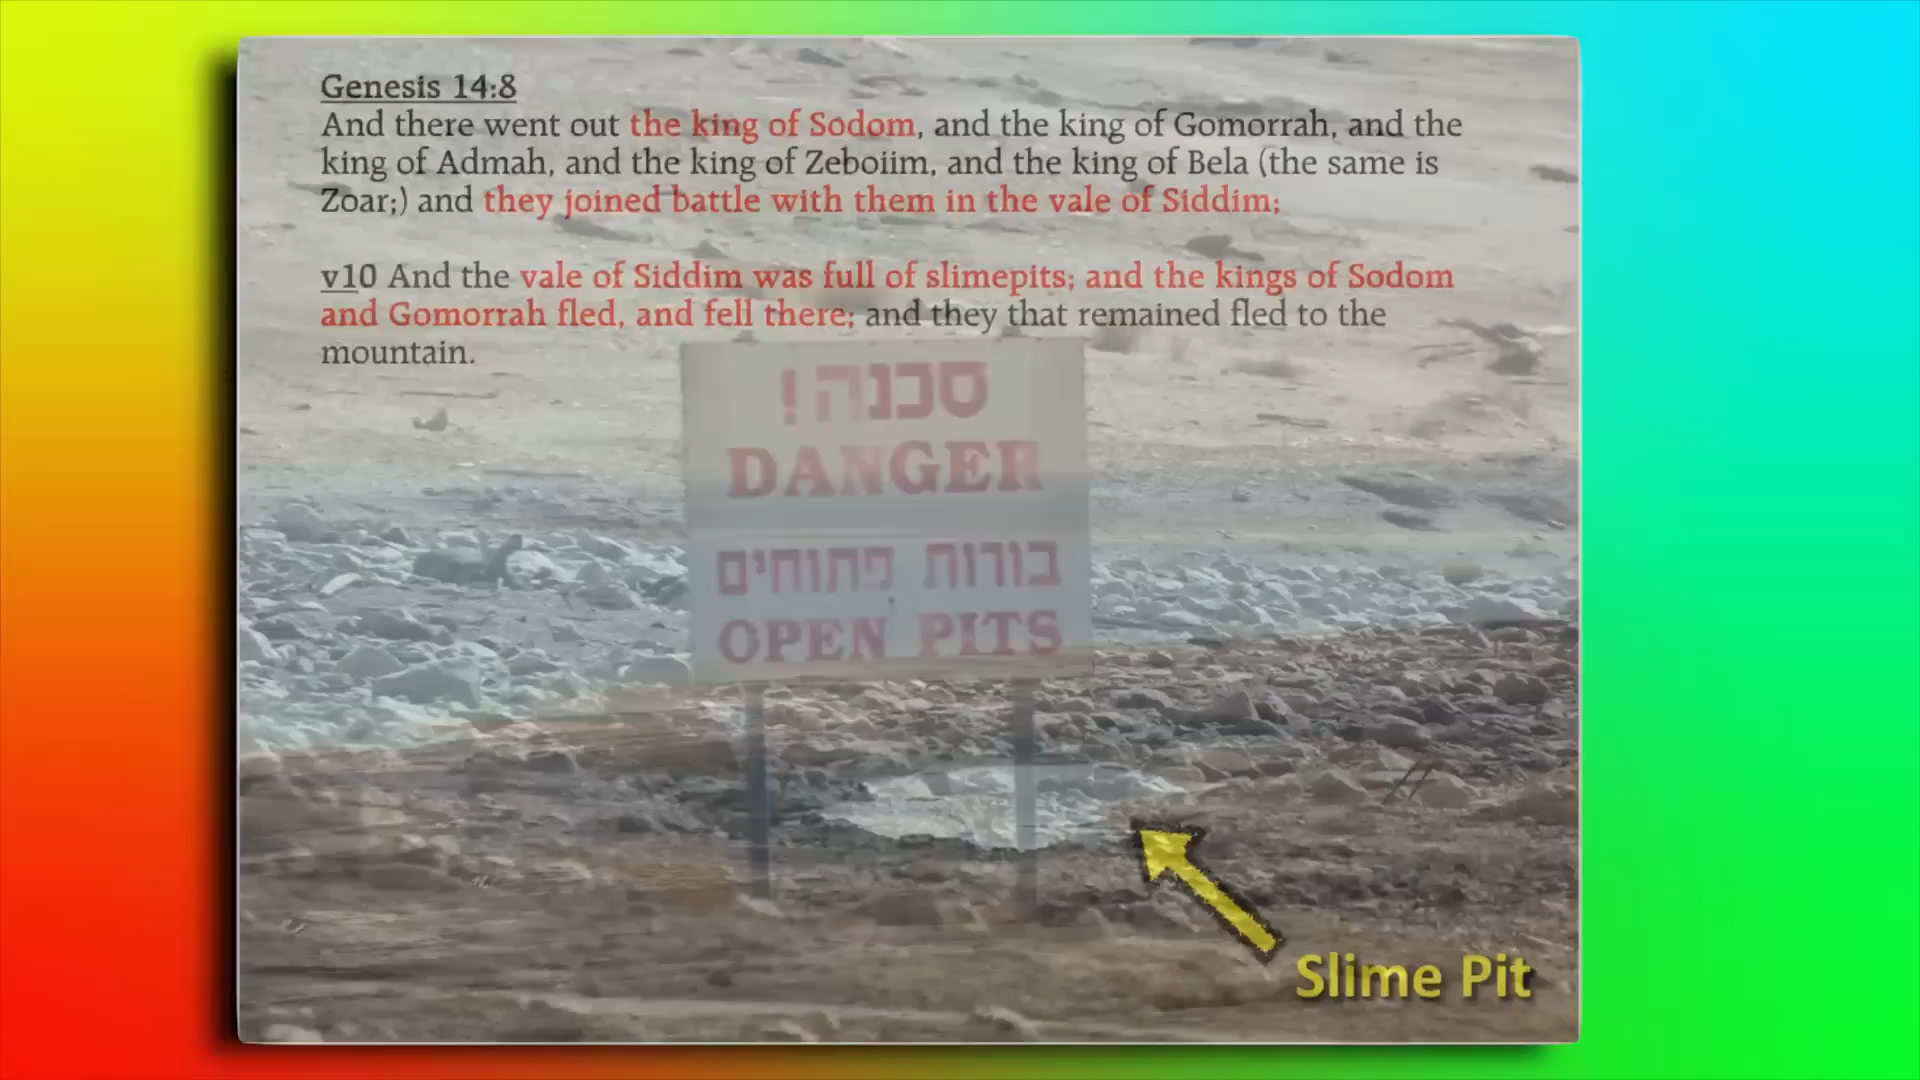 Genesis 14:8
And there went out the king of Sodom, and the king of Gomorrah, and the
king of Admah, and the king of Zeboiim, and the king of Bela (the same is
Zoar;) and they joined battle with them in the vale of Siddim;
v10 And the vale of Siddim was full of slimepits; and the kings of Sodom
and Gomorrah fled, and fell there; and they that remained fled to the
mountain.
סכנה!
DANGER
בורות פתוחים
OPEN PITS
Slime Pit